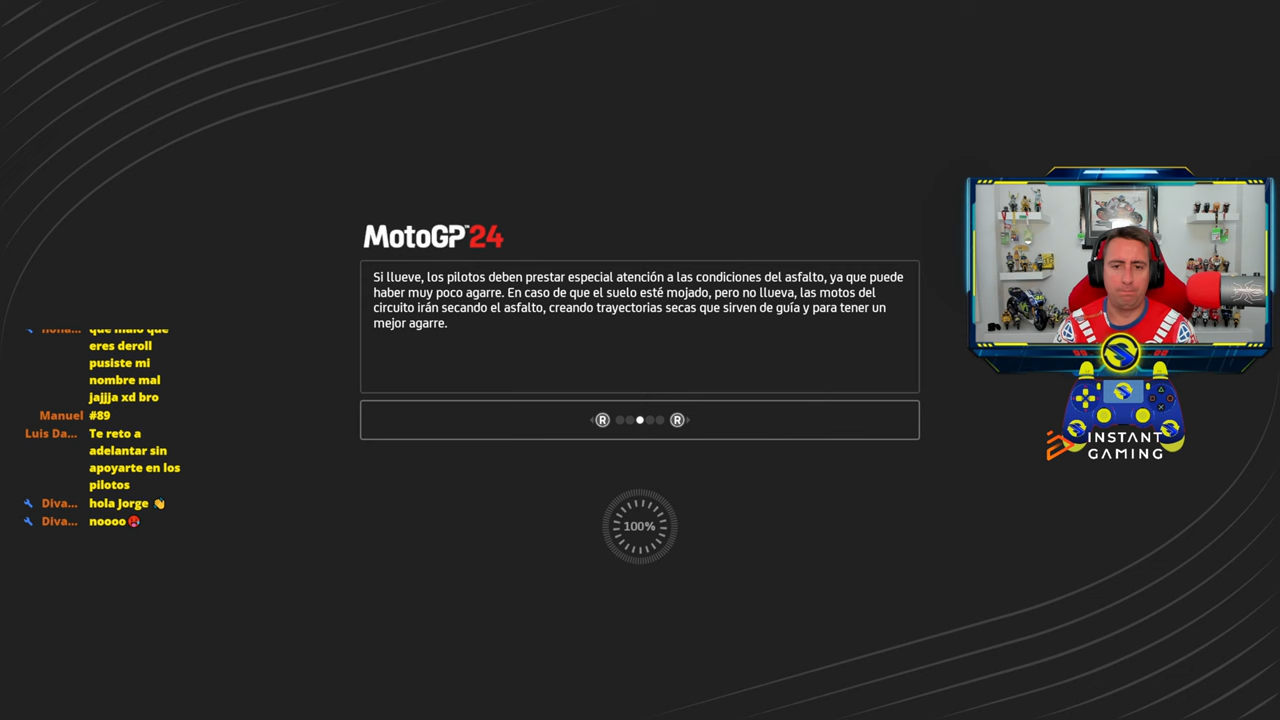 MotoGP™24
Si llueve, los pilotos deben prestar especial atención a las condiciones del asfalto, ya que puede
haber muy poco agarre. En caso de que el suelo esté mojado, pero no llueva, las motos del
circuito irán secando el asfalto, creando trayectorias secas que sirven de guía y para tener un
mejor agarre.
R
R
100%
que malo que
eres deroll
pusiste mi
nombre mal
jajjja xd bro
Manuel #89
Luis Da... Te reto a
adelantar sin
apoyarte en los
pilotos
Diva... hola Jorge 👋
Diva... noooo
INSTANT
GAMING